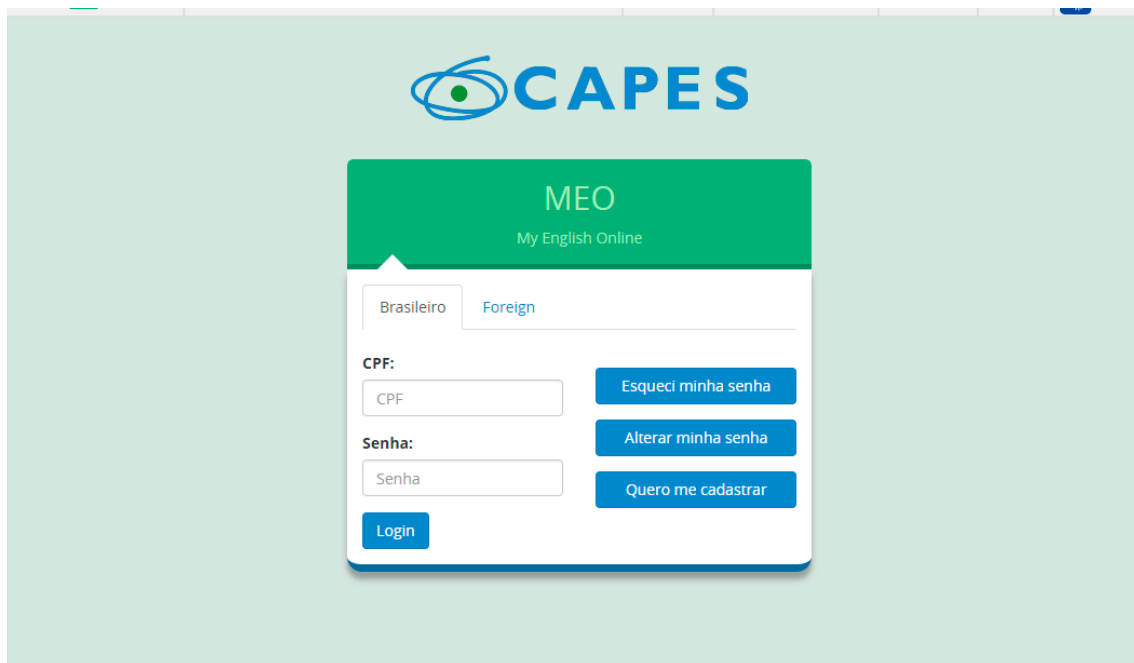 CAPES
MEO
My English Online
Brasileiro
Foreign
CPF:
CPF
Senha:
Senha
Login
Esqueci minha senha
Alterar minha senha
Quero me cadastrar